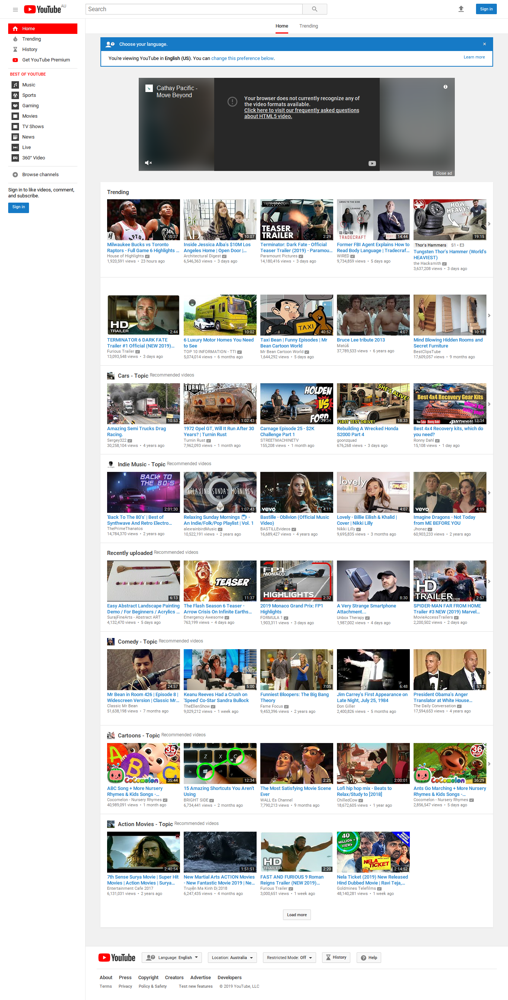 YouTube AU
Search
Sign in
Home
Trending
History
Get YouTube Premium
BEST OF YOUTUBE
Music
Sports
Gaming
Movies
TV Shows
News
Live
360° Video
Browse channels
Sign in to like videos, comment,
and subscribe.
Sign in
Home Trending
Choose your language.
×
You're viewing YouTube in English (US). You can change this preference below.
Learn more
Cathay Pacific -
Move Beyond
Your browser does not currently recognize any of
the video formats available.
Click here to visit our frequently asked questions
about HTML5 video.
Close ad
Trending
10:37
Milwaukee Bucks vs Toronto
Raptors - Full Game 6 Highlights ...
House of Highlights
1,920,591 views • 23 hours ago
Open
Door
AD
10:07
Inside Jessica Alba's $10M Los
Angeles Home | Open Door |...
Architectural Digest
6,546,363 views • 3 days ago
TERMINATOR
DARK FATE
TEASER
TRAILER
2:29
Terminator: Dark Fate - Official
Teaser Trailer (2019) - Paramou...
Paramount Pictures
14,180,416 views • 3 days ago
ARMS TO THE SIDE
LEANING
WIRED
TRADECRAFT
BODY L
14:44
Former FBI Agent Explains How to
Read Body Language | Tradecraf...
WIRED
9,734,859 views • 5 days ago
HOW
HEAVY?
19:15
Thor's Hammers S1 • E3
Tungsten Thor's Hammer (World's
HEAVIEST)
the Hacksmith
3,637,208 views • 3 days ago
HD
TRAILER
2:44
TERMINATOR 6 DARK FATE
Trailer #1 Official (NEW 2019)...
Furious Trailer
13,093,548 views • 3 days ago
10:02
6 Luxury Motor Homes You Need
to See
TOP 10 INFORMATION - TTI
5,074,014 views • 6 months ago
TAXI
40:52
Taxi Bean | Funny Episodes | Mr
Bean Cartoon World
Mr Bean Cartoon World
1,644,292 views • 5 days ago
4:07
Bruce Lee tribute 2013
Matúš
37,789,533 views • 6 years ago
10:18
Mind Blowing Hidden Rooms and
Secret Furniture
BestClipsTube
17,609,057 views • 9 months ago
Cars - Topic Recommended videos
10:53
Amazing Semi Trucks Drag
Racing.
Sergey322
30,258,104 views • 4 years ago
TURNIN
RUST
1:02:43
1972 Opel GT, Will It Run After 30
Years? | Turnin Rust
Turnin Rust
7,962,093 views • 1 month ago
HOLDEN
VS
FORD
29:34
Carnage Episode 25 - $2K
Challenge Part 1
STREETMACHINETV
155,208 views • 1 month ago
SHE'S ALIVE!
FIRST TEST DRIVE!
18:33
Rebuilding A Wrecked Honda
S2000 Part 4
goonzquad
676,268 views • 3 days ago
Best 4x4 Recovery Gear Kits
YouTube Ronny Dahl
13:34
Best 4x4 Recovery kits, which do
you need?
Ronny Dahl
15,108 views • 1 day ago
Indie Music - Topic Recommended videos
BACK TO
THE 80'S
2:01:30
'Back To The 80's' | Best of
Synthwave And Retro Electro...
ThePrimeThanatos
14,784,370 views • 2 years ago
RELAXING SUNDAY MORNINGS
VOL.1
1:07:43
Relaxing Sunday Mornings ☕ -
An Indie/Folk/Pop Playlist | Vol. 1
alexrainbirdMusic
10,522,191 views • 2 years ago
vevo
4:11
Bastille - Oblivion (Official Music
Video)
BASTILLEvideos
16,689,427 views • 4 years ago
lovely
4:07
Lovely - Billie Eilish & Khalid |
Cover | Nikki Lilly
Nikki Lilly
9,695,835 views • 3 months ago
vevo
4:19
Imagine Dragons - Not Today
from ME BEFORE YOU
Jhonaz
60,903,233 views • 2 years ago
Recently uploaded Recommended videos
6:13
Easy Abstract Landscape Painting
Demo / For Beginners / Acrylics ...
SurajFineArts - Abstract ART
4,132,470 views • 5 days ago
TEASER
11:37
The Flash Season 6 Teaser -
Arrow Crisis On Infinite Earths...
Emergency Awesome
763,199 views • 4 days ago
FP1
MONACO
HIGHLIGHTS
2:32
2019 Monaco Grand Prix: FP1
Highlights
FORMULA 1
1,903,311 views • 3 days ago
8:30
A Very Strange Smartphone
Attachment...
Unbox Therapy
1,987,002 views • 4 days ago
HD
TRAILER
2:57
SPIDER-MAN FAR FROM HOME
Trailer #3 NEW (2019) Marvel...
MovieAccessTrailers
2,200,502 views • 2 days ago
Comedy - Topic Recommended videos
24:57
Mr Bean in Room 426 | Episode 8 |
Widescreen Version | Classic Mr...
Classic Mr Bean
51,638,198 views • 7 months ago
5:00
Keanu Reeves Had a Crush on
'Speed' Co-Star Sandra Bullock
TheEllenShow
9,029,212 views • 1 week ago
7:05
Funniest Bloopers: The Big Bang
Theory
Fame Focus
9,453,396 views • 2 years ago
6:48
Jim Carrey's First Appearance on
Late Night, July 25, 1984
Don Giller
2,400,826 views • 5 months ago
5:10
President Obama's Anger
Translator at White House...
The Daily Conversation
17,594,653 views • 4 years ago
Cartoons - Topic Recommended videos
35
min
ABC
CoComelon
35:44
ABC Song + More Nursery
Rhymes & Kids Songs -...
Cocomelon - Nursery Rhymes
40,989,091 views • 1 month ago
Z X C V
fn alt
12:34
15 Amazing Shortcuts You Aren't
Using
BRIGHT SIDE
6,734,441 views • 2 months ago
2:25
The Most Satisfying Movie Scene
Ever
WALL·Es Channel
7,790,213 views • 9 months ago
2:00:01
Lofi hip hop mix - Beats to
Relax/Study to [2018]
ChilledCow
18,672,605 views • 1 year ago
36
min
CoComelon
36:29
Ants Go Marching + More Nursery
Rhymes & Kids Songs -...
Cocomelon - Nursery Rhymes
2,856,547 views • 5 days ago
Action Movies - Topic Recommended videos
2:40:54
7th Sense Surya Movie | Super Hit
Movies | Action Movies | Surya...
Entertainment Cafe 2017
6,131,031 views • 2 years ago
1:51:51
New Martial Arts ACTION Movies
- New Fantastic Movie 2019 | Ne...
Truyện Ma Kinh Dị 2018
6,247,435 views • 4 months ago
HD
TRAILER
2:20
FAST AND FURIOUS 9 Roman
Reigns Trailer (NEW 2019)...
Furious Trailer
3,000,651 views • 1 week ago
40
MILLION +
VIEWS
NELA
TICKET
2:14:52
Nela Ticket (2019) New Released
Hind Dubbed Movie | Ravi Teja,...
Goldmines Telefilms
48,140,281 views • 1 week ago
Load more
YouTube
Language: English
Location: Australia
Restricted Mode: Off
History
Help
About Press Copyright Creators Advertise Developers
Terms Privacy Policy & Safety Test new features © 2019 YouTube, LLC